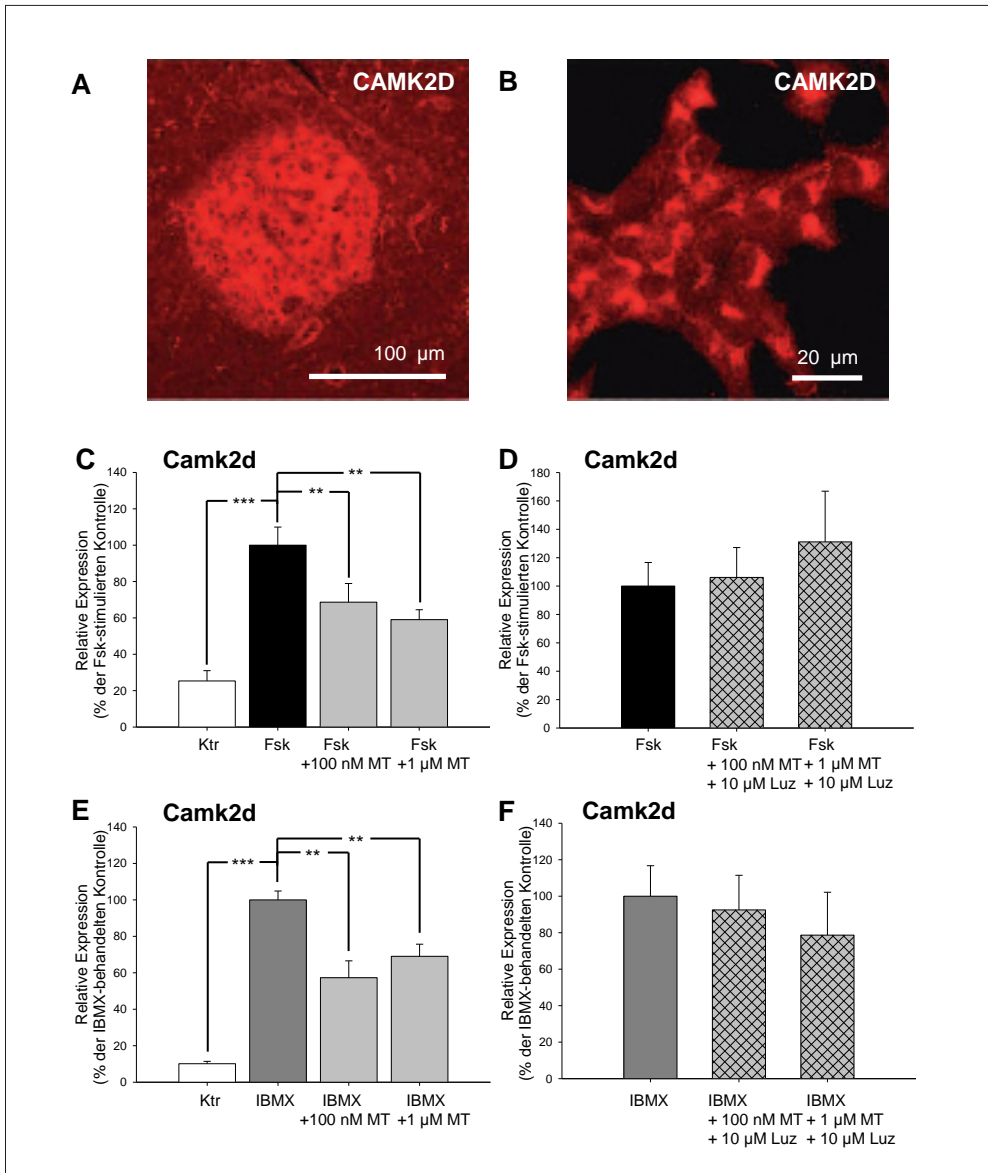 A
CAMK2D
100 µm
B
CAMK2D
20 µm
C
Camk2d
Relative Expression
(% der Fsk-stimulierten Kontrolle)
140
120
100
80
60
40
20
0
***
**
**
Ktr
Fsk
Fsk
+100 nM MT
Fsk
+1 µM MT
D
Camk2d
Relative Expression
(% der Fsk-stimulierten Kontrolle)
180
160
140
120
100
80
60
40
20
0
Fsk
Fsk
+ 100 nM MT
+ 10 µM Luz
Fsk
+ 1 µM MT
+ 10 µM Luz
E
Camk2d
Relative Expression
(% der IBMX-behandelten Kontrolle)
140
120
100
80
60
40
20
0
***
**
**
Ktr
IBMX
IBMX
+100 nM MT
IBMX
+1 µM MT
F
Camk2d
Relative Expression
(% der IBMX-behandelten Kontrolle)
140
120
100
80
60
40
20
0
IBMX
IBMX
+ 100 nM MT
+ 10 µM Luz
IBMX
+ 1 µM MT
+ 10 µM Luz